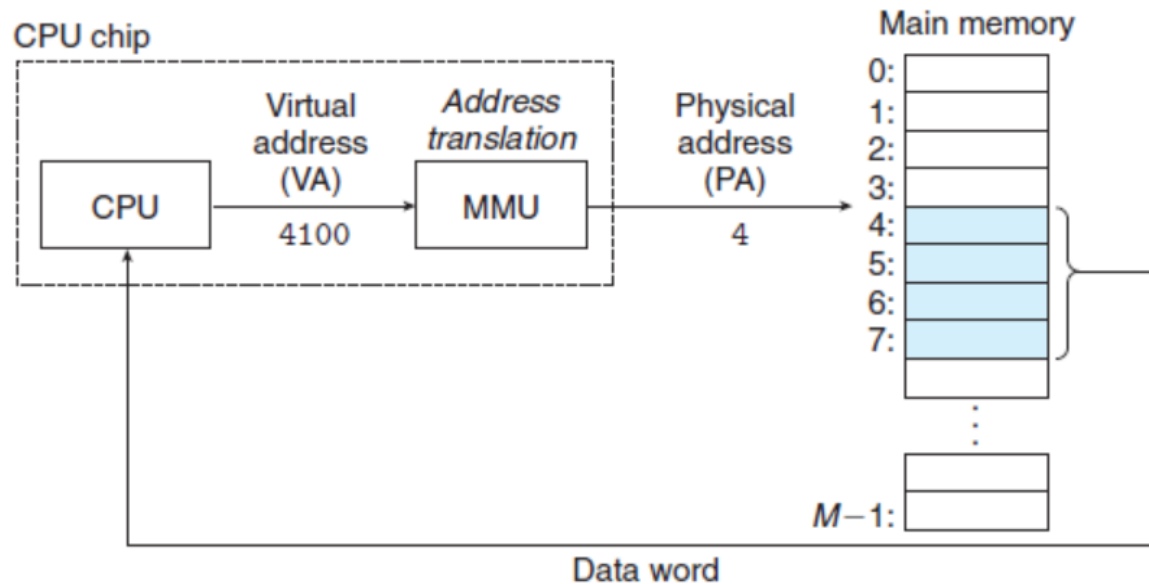 CPU chip
Main memory
Virtual
address
(VA)
4100
Address
translation
Physical
address
(PA)
4
CPU
MMU
0:
1:
2:
3:
4:
5:
6:
7:
⋮
M−1:
Data word